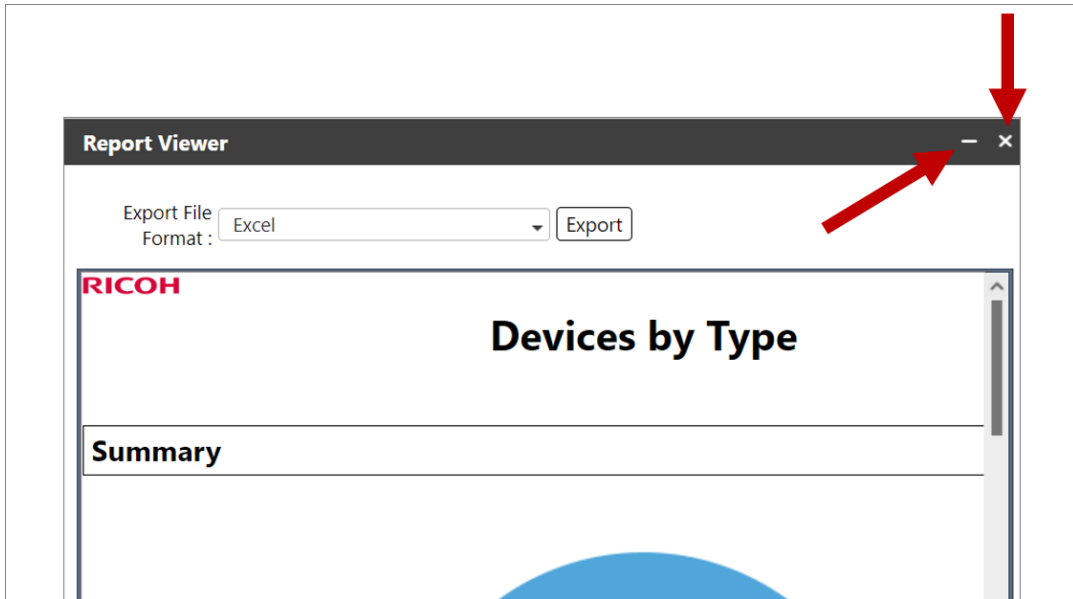 Report Viewer
Export File
Format :
Excel
Export
RICOH
Devices by Type
Summary